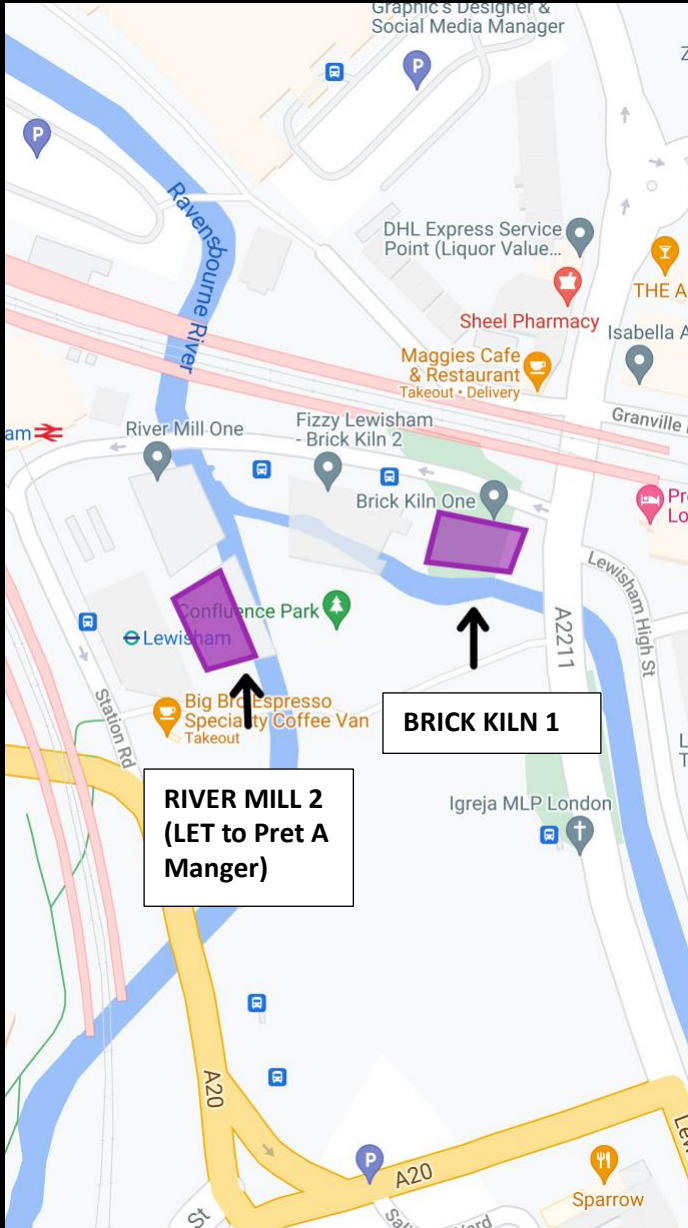 Graphic's Designer &
Social Media Manager
P
Z
P
Ravensbourne River
DHL Express Service
Point (Liquor Value...
THE A
Sheel Pharmacy
Isabella A
Maggies Cafe
& Restaurant
Takeout • Delivery
Granville
am
River Mill One
Fizzy Lewisham
- Brick Kiln 2
Brick Kiln One
Pr
Lo
Lewisham High St
A2211
Confluence Park
Lewisham
Station Rd
Big Bro Espresso
Specialty Coffee Van
Takeout
BRICK KILN 1
RIVER MILL 2
(LET to Pret A
Manger)
L
T
Igreja MLP London
A20
P
A20
Lew
Sparrow
St